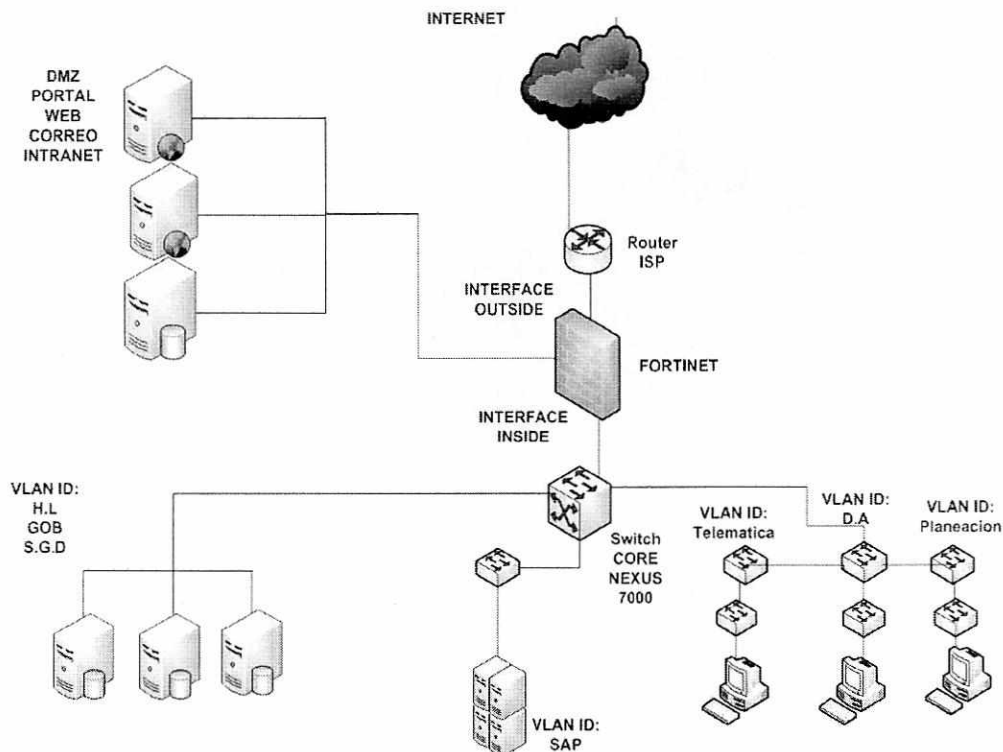 INTERNET
DMZ
PORTAL
WEB
CORREO
INTRANET
Router
ISP
INTERFACE
OUTSIDE
FORTINET
INTERFACE
INSIDE
VLAN ID:
H.L
GOB
S.G.D
Switch
CORE
NEXUS
7000
VLAN ID:
Telematica
VLAN ID:
D.A
VLAN ID:
Planeacion
VLAN ID:
SAP